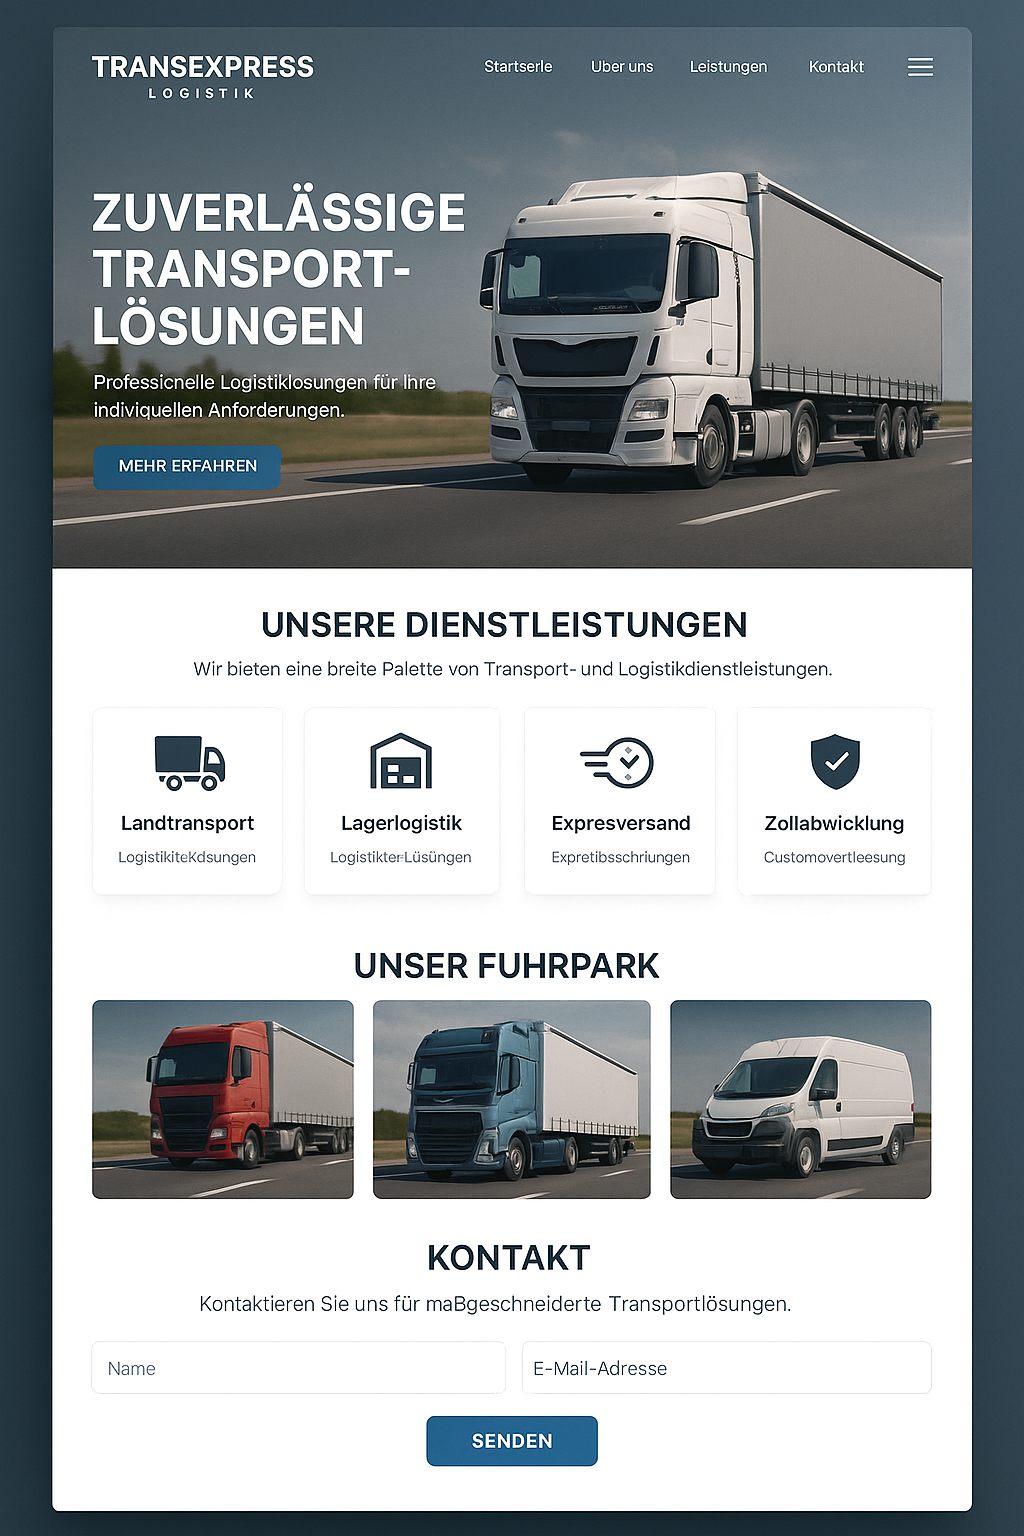 TRANSEXPRESS
LOGISTIK
Startserle
Uber uns
Leistungen
Kontakt
ZUVERLÄSSIGE
TRANSPORT-
LÖSUNGEN
Professicnelle Logistiklosungen für Ihre
indiviquellen Anforderungen.
MEHR ERFAHREN
UNSERE DIENSTLEISTUNGEN
Wir bieten eine breite Palette von Transport- und Logistikdienstleistungen.
Landtransport
LogistikiteKdsungen
Lagerlogistik
Logistikter-Lüsüngen
Expresversand
Expretibsschriungen
Zollabwicklung
Customovertleesung
UNSER FUHRPARK
KONTAKT
Kontaktieren Sie uns für maBgeschneiderte Transportlösungen.
Name
E-Mail-Adresse
SENDEN